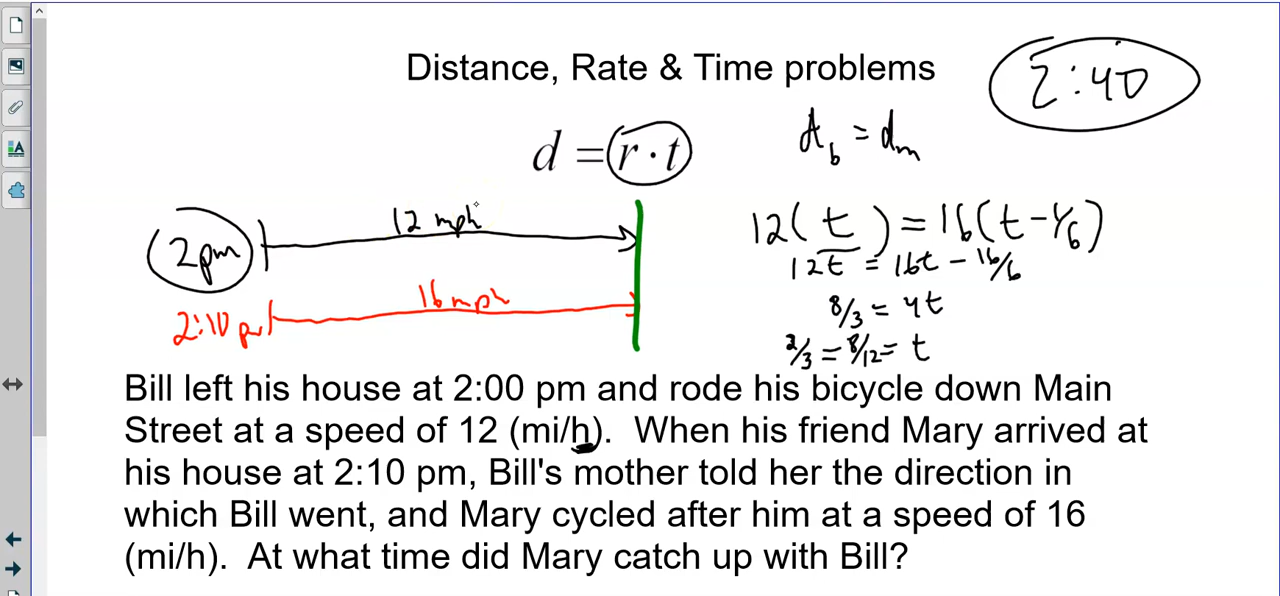 Distance, Rate & Time problems
2:40
d = r · t
d_b = d_m
2pm
12 mph
12( t ) = 16(t - 1/6)
12t = 16t - 16/6
2:10 pm
16 mph
8/3 = 4t
2/3 = 8/12 = t
Bill left his house at 2:00 pm and rode his bicycle down Main
Street at a speed of 12 (mi/h). When his friend Mary arrived at
his house at 2:10 pm, Bill's mother told her the direction in
which Bill went, and Mary cycled after him at a speed of 16
(mi/h). At what time did Mary catch up with Bill?